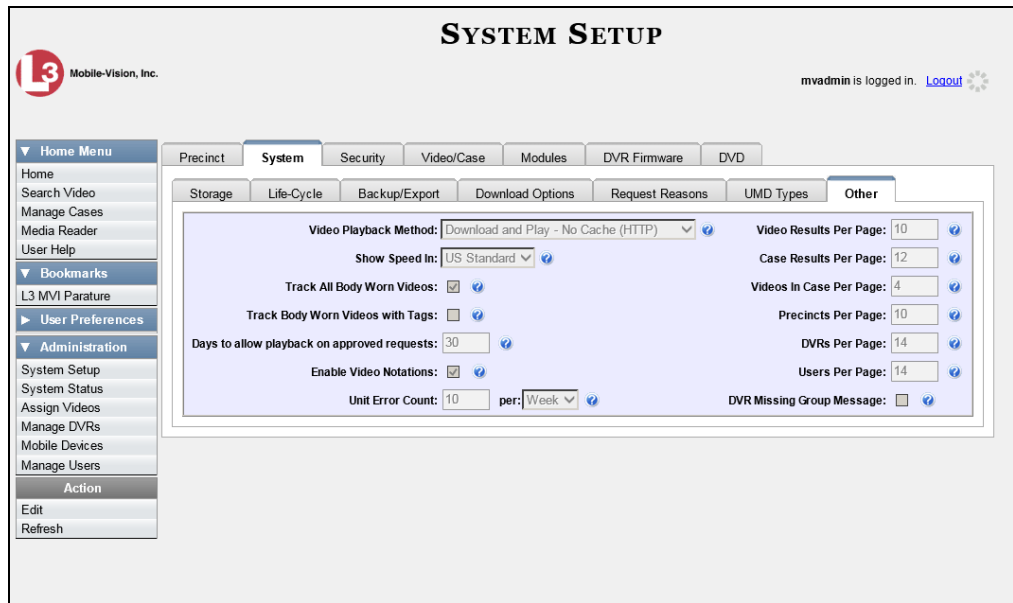 SYSTEM SETUP
L3 Mobile-Vision, Inc.
mvadmin is logged in. Logout
Home Menu
Home
Search Video
Manage Cases
Media Reader
User Help
Bookmarks
L3 MVI Parature
User Preferences
Administration
System Setup
System Status
Assign Videos
Manage DVRs
Mobile Devices
Manage Users
Action
Edit
Refresh
Precinct System Security Video/Case Modules DVR Firmware DVD
Storage Life-Cycle Backup/Export Download Options Request Reasons UMD Types Other
Video Playback Method: Download and Play - No Cache (HTTP) ? Video Results Per Page: 10 ?
Show Speed In: US Standard ? Case Results Per Page: 12 ?
Track All Body Worn Videos: ? Videos In Case Per Page: 4 ?
Track Body Worn Videos with Tags: ? Precincts Per Page: 10 ?
Days to allow playback on approved requests: 30 ? DVRs Per Page: 14 ?
Enable Video Notations: ? Users Per Page: 14 ?
Unit Error Count: 10 per: Week ? DVR Missing Group Message: ?